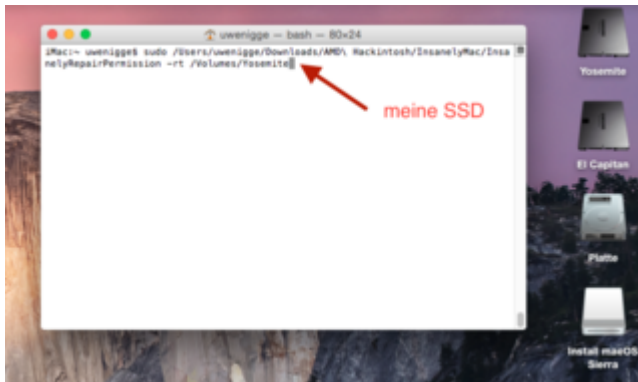 uwenigge — bash — 80×24
iMac:~ uwenigge$ sudo /Users/uwenigge/Downloads/AMD\ Hackintosh/InsanelyMac/Insa
nelyRepairPermission -rt /Volumes/Yosemite
meine SSD
Yosemite
El Capitan
Platte
Install macOS
Sierra